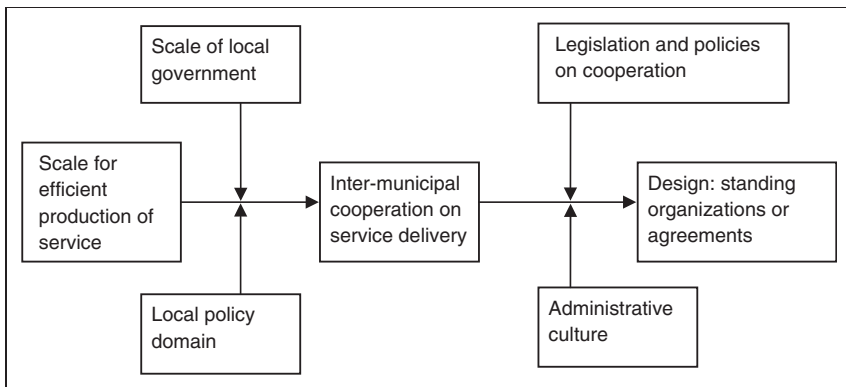 Scale of local
government
Legislation and policies
on cooperation
Scale for
efficient
production of
service
Inter-municipal
cooperation on
service delivery
Design: standing
organizations or
agreements
Local policy
domain
Administrative
culture